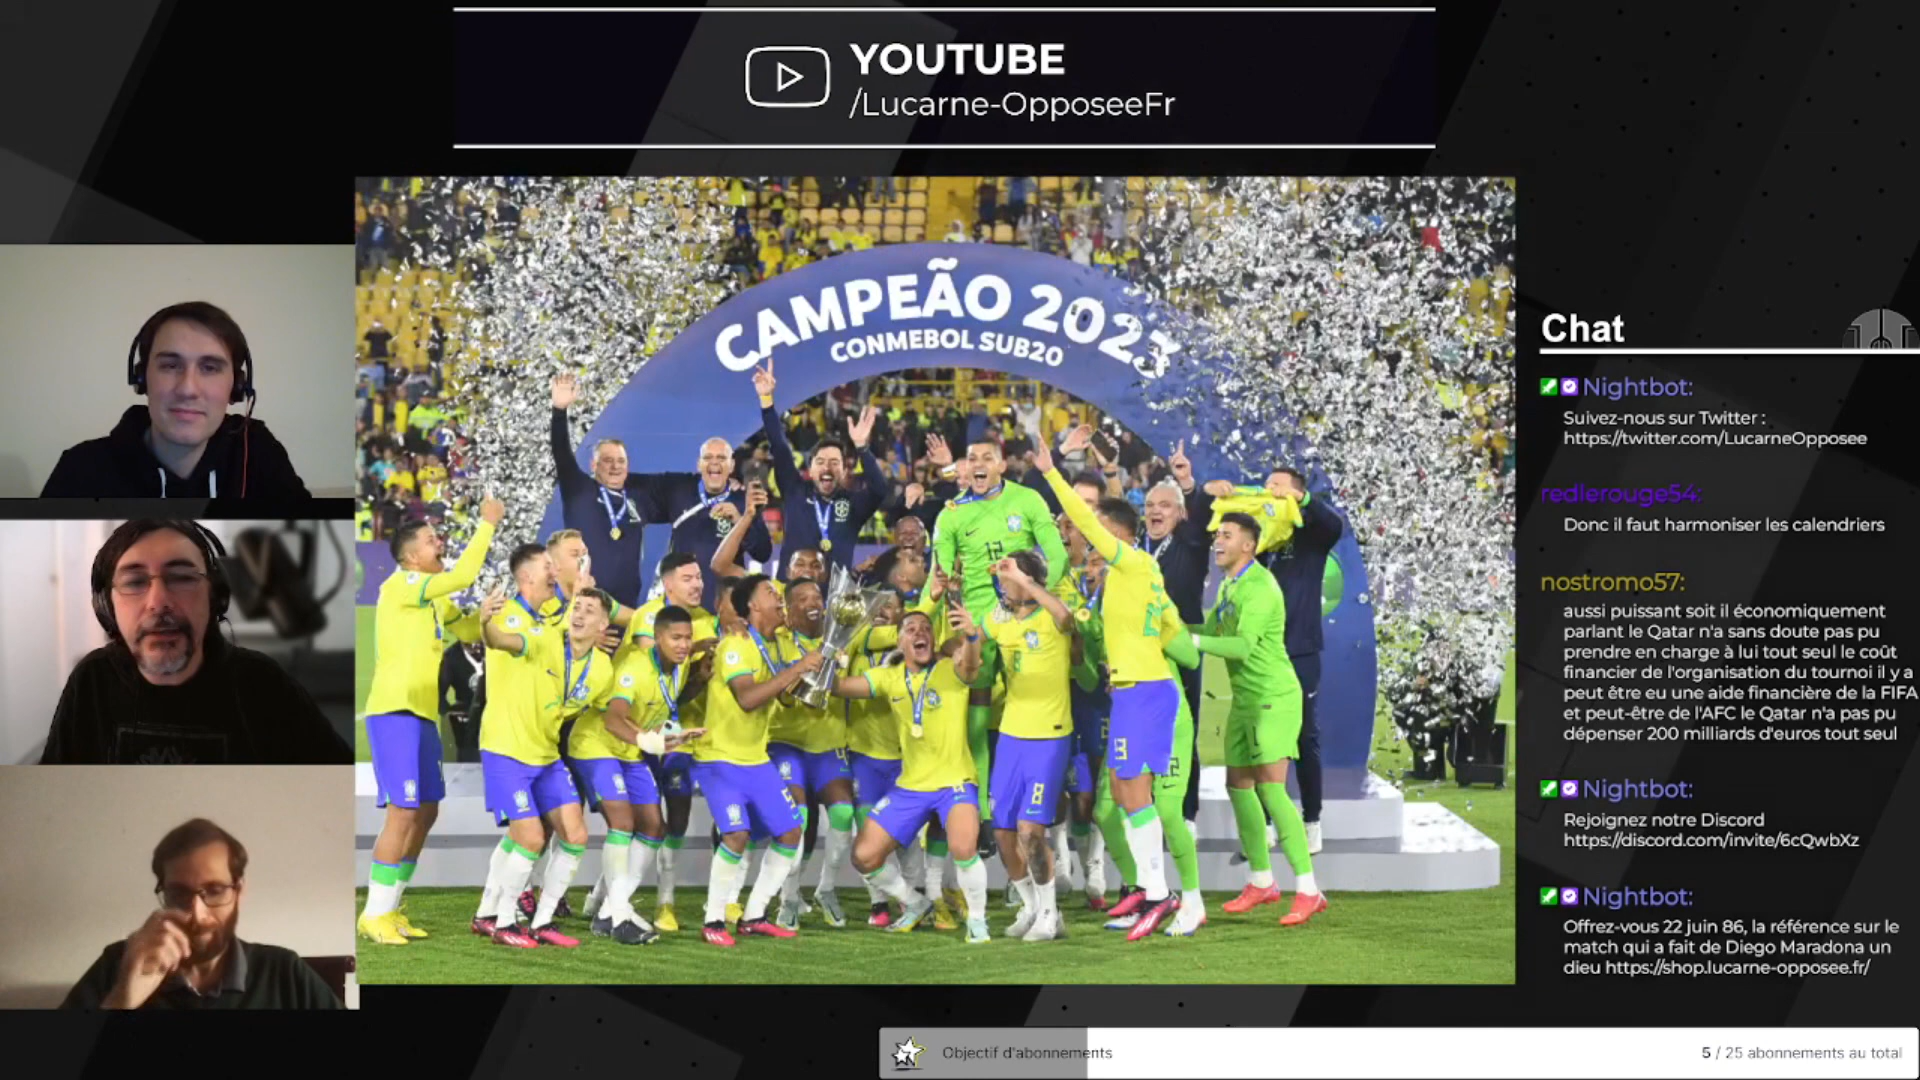 YOUTUBE
/Lucarne-OpposeeFr
CAMPEÃO 2023
CONMEBOL SUB20
12
5
4
8
13
Chat
Nightbot:
Suivez-nous sur Twitter :
https://twitter.com/LucarneOpposee
redlerouge54:
Donc il faut harmoniser les calendriers
nostromo57:
aussi puissant soit il économiquement
parlant le Qatar n'a sans doute pas pu
prendre en charge à lui tout seul le coût
financier de l'organisation du tournoi il y a
peut être eu une aide financière de la FIFA
et peut-être de l'AFC le Qatar n'a pas pu
dépenser 200 milliards d'euros tout seul
Nightbot:
Rejoignez notre Discord
https://discord.com/invite/6cQwbXz
Nightbot:
Offrez-vous 22 juin 86, la référence sur le
match qui a fait de Diego Maradona un
dieu https://shop.lucarne-opposee.fr/
Objectif d'abonnements
5 / 25 abonnements au total